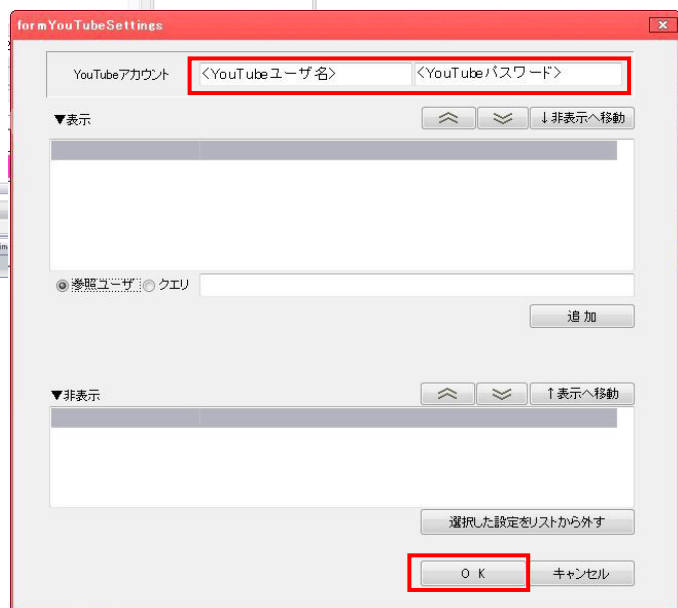 formYouTubeSettings
YouTubeアカウント <YouTubeユーザ名> <YouTubeパスワード>
▼表示 ↓非表示へ移動
参照ユーザ クエリ
追加
▼非表示 ↑表示へ移動
選択した設定をリストから外す
OK キャンセル